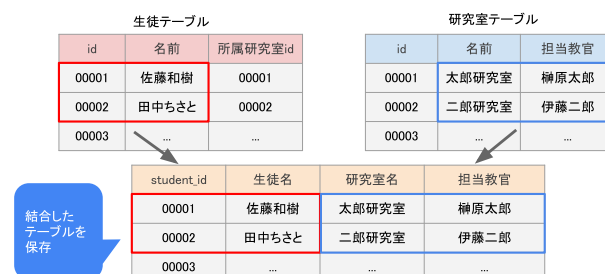 生徒テーブル
id 名前 所属研究室id
00001 佐藤和樹 00001
00002 田中ちさと 00002
00003 ... ...
研究室テーブル
id 名前 担当教官
00001 太郎研究室 榊原太郎
00002 二郎研究室 伊藤二郎
00003 ... ...
student_id 生徒名 研究室名 担当教官
00001 佐藤和樹 太郎研究室 榊原太郎
00002 田中ちさと 二郎研究室 伊藤二郎
00003 ... ... ...
結合した
テーブルを
保存